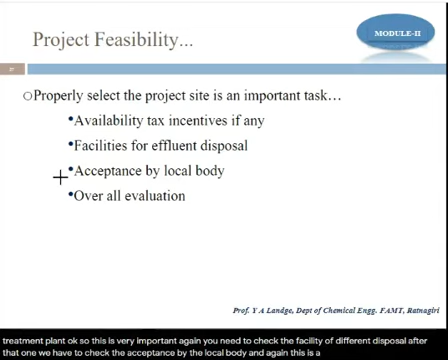 Project Feasibility...
MODULE-II
Properly select the project site is an important task…
•Availability tax incentives if any
•Facilities for effluent disposal
•Acceptance by local body
•Over all evaluation
Prof. Y A Landge, Dept of Chemical Engg. FAMT, Ratnagiri
treatment plant ok so this is very important again you need to check the facility of different disposal after
that one we have to check the acceptance by the local body and again this is a